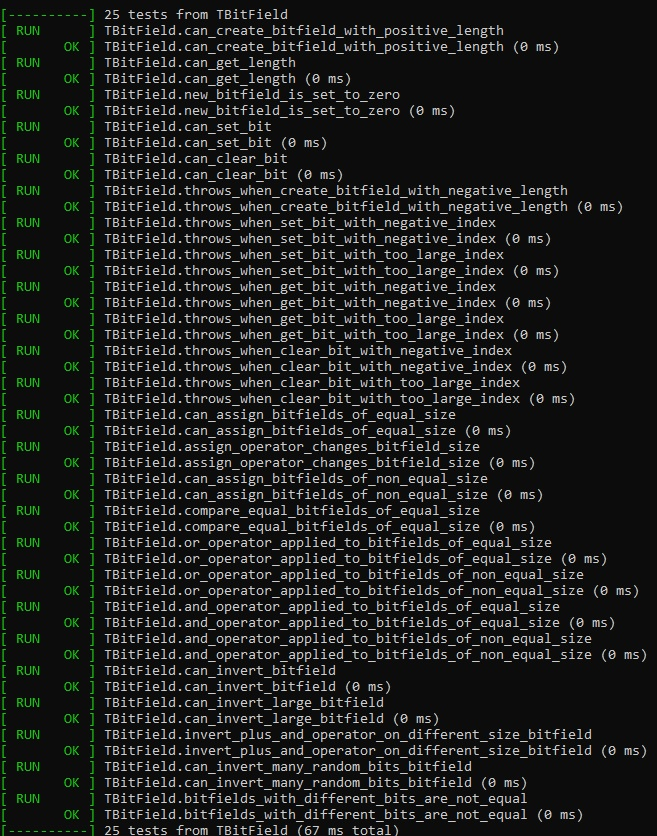 [----------] 25 tests from TBitField
[ RUN      ] TBitField.can_create_bitfield_with_positive_length
[       OK ] TBitField.can_create_bitfield_with_positive_length (0 ms)
[ RUN      ] TBitField.can_get_length
[       OK ] TBitField.can_get_length (0 ms)
[ RUN      ] TBitField.new_bitfield_is_set_to_zero
[       OK ] TBitField.new_bitfield_is_set_to_zero (0 ms)
[ RUN      ] TBitField.can_set_bit
[       OK ] TBitField.can_set_bit (0 ms)
[ RUN      ] TBitField.can_clear_bit
[       OK ] TBitField.can_clear_bit (0 ms)
[ RUN      ] TBitField.throws_when_create_bitfield_with_negative_length
[       OK ] TBitField.throws_when_create_bitfield_with_negative_length (0 ms)
[ RUN      ] TBitField.throws_when_set_bit_with_negative_index
[       OK ] TBitField.throws_when_set_bit_with_negative_index (0 ms)
[ RUN      ] TBitField.throws_when_set_bit_with_too_large_index
[       OK ] TBitField.throws_when_set_bit_with_too_large_index (0 ms)
[ RUN      ] TBitField.throws_when_get_bit_with_negative_index
[       OK ] TBitField.throws_when_get_bit_with_negative_index (0 ms)
[ RUN      ] TBitField.throws_when_get_bit_with_too_large_index
[       OK ] TBitField.throws_when_get_bit_with_too_large_index (0 ms)
[ RUN      ] TBitField.throws_when_clear_bit_with_negative_index
[       OK ] TBitField.throws_when_clear_bit_with_negative_index (0 ms)
[ RUN      ] TBitField.throws_when_clear_bit_with_too_large_index
[       OK ] TBitField.throws_when_clear_bit_with_too_large_index (0 ms)
[ RUN      ] TBitField.can_assign_bitfields_of_equal_size
[       OK ] TBitField.can_assign_bitfields_of_equal_size (0 ms)
[ RUN      ] TBitField.assign_operator_changes_bitfield_size
[       OK ] TBitField.assign_operator_changes_bitfield_size (0 ms)
[ RUN      ] TBitField.can_assign_bitfields_of_non_equal_size
[       OK ] TBitField.can_assign_bitfields_of_non_equal_size (0 ms)
[ RUN      ] TBitField.compare_equal_bitfields_of_equal_size
[       OK ] TBitField.compare_equal_bitfields_of_equal_size (0 ms)
[ RUN      ] TBitField.or_operator_applied_to_bitfields_of_equal_size
[       OK ] TBitField.or_operator_applied_to_bitfields_of_equal_size (0 ms)
[ RUN      ] TBitField.or_operator_applied_to_bitfields_of_non_equal_size
[       OK ] TBitField.or_operator_applied_to_bitfields_of_non_equal_size (0 ms)
[ RUN      ] TBitField.and_operator_applied_to_bitfields_of_equal_size
[       OK ] TBitField.and_operator_applied_to_bitfields_of_equal_size (0 ms)
[ RUN      ] TBitField.and_operator_applied_to_bitfields_of_non_equal_size
[       OK ] TBitField.and_operator_applied_to_bitfields_of_non_equal_size (0 ms)
[ RUN      ] TBitField.can_invert_bitfield
[       OK ] TBitField.can_invert_bitfield (0 ms)
[ RUN      ] TBitField.can_invert_large_bitfield
[       OK ] TBitField.can_invert_large_bitfield (0 ms)
[ RUN      ] TBitField.invert_plus_and_operator_on_different_size_bitfield
[       OK ] TBitField.invert_plus_and_operator_on_different_size_bitfield (0 ms)
[ RUN      ] TBitField.can_invert_many_random_bits_bitfield
[       OK ] TBitField.can_invert_many_random_bits_bitfield (0 ms)
[ RUN      ] TBitField.bitfields_with_different_bits_are_not_equal
[       OK ] TBitField.bitfields_with_different_bits_are_not_equal (0 ms)
[----------] 25 tests from TBitField (67 ms total)